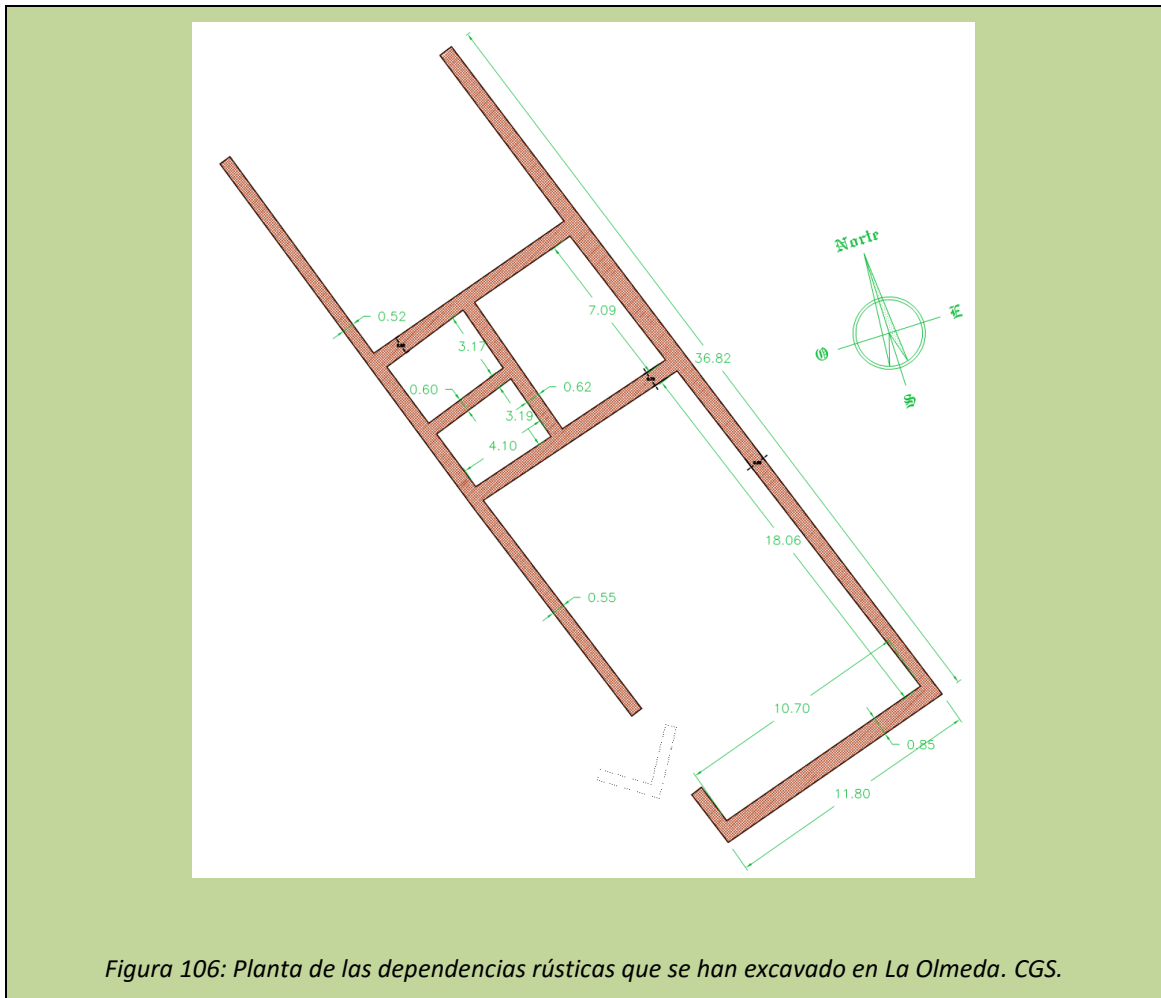 Norte
E
O
S
0.52
7.09
3.17
36.82
0.60
0.62
3.19
4.10
18.06
0.55
10.70
0.85
11.80
Figura 106: Planta de las dependencias rústicas que se han excavado en La Olmeda. CGS.